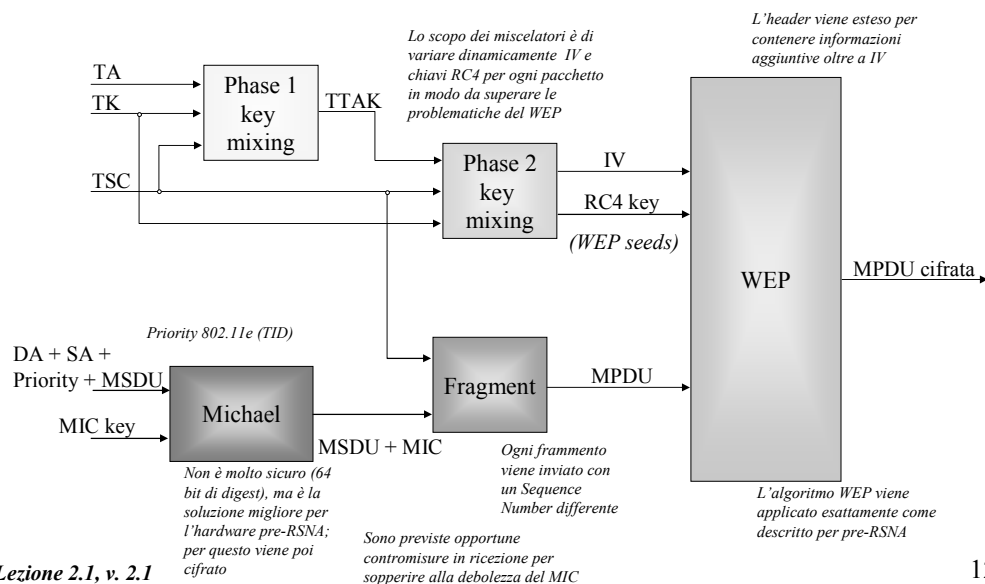 L'header viene esteso per
contenere informazioni
aggiuntive oltre a IV
Lo scopo dei miscelatori è di
variare dinamicamente IV e
chiavi RC4 per ogni pacchetto
in modo da superare le
problematiche del WEP
TA
TK
TSC
Phase 1
key
mixing
TTAK
Phase 2
key
mixing
IV
RC4 key
(WEP seeds)
WEP
MPDU cifrata
Priority 802.11e (TID)
DA + SA +
Priority + MSDU
MIC key
Michael
MSDU + MIC
Fragment
MPDU
Non è molto sicuro (64
bit di digest), ma è la
soluzione migliore per
l'hardware pre-RSNA;
per questo viene poi
cifrato
Ogni frammento
viene inviato con
un Sequence
Number differente
L'algoritmo WEP viene
applicato esattamente come
descritto per pre-RSNA
Sono previste opportune
contromisure in ricezione per
sopperire alla debolezza del MIC
Lezione 2.1, v. 2.1